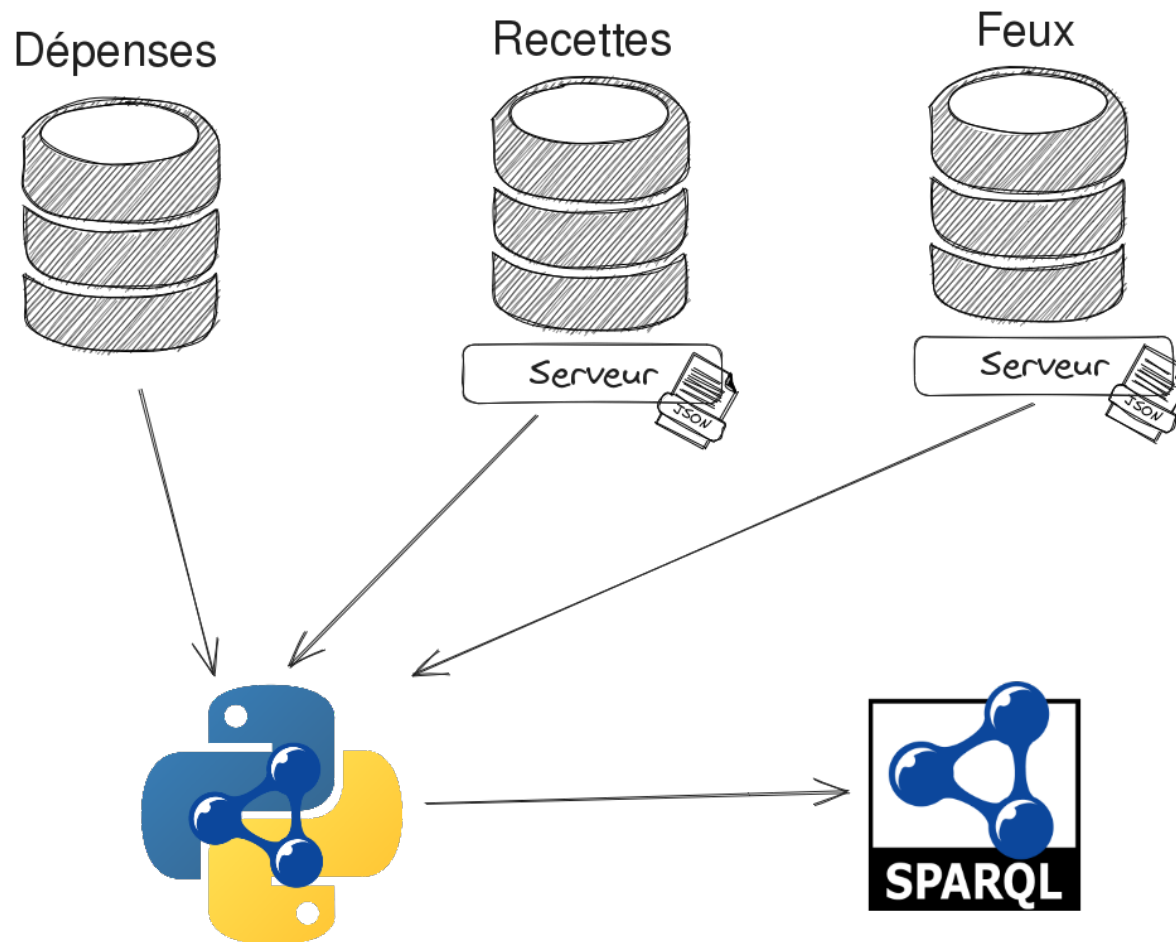 Dépenses
Recettes
Feux
Serveur
JSON
Serveur
JSON
SPARQL